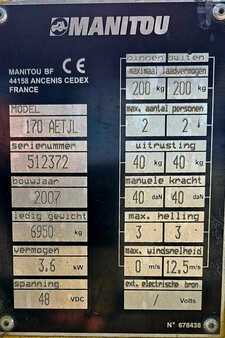 MANITOU
MANITOU BF CE
44158 ANCENIS CEDEX
FRANCE
MODEL
170 AETJL
serienummer
512372
bouwjaar
2007
ledig gewicht
6950 kg
vermogen
3.6 kW
spanning
48 VDC
binnen buiten
maximaal laadvermogen
200 kg 200 kg
max. aantal personen
2 2
uitrusting
40 kg 40 kg
manuele kracht
40 daN 40 daN
max. helling
3 3
max. windsnelheid
0 m/s 12,5 m/s
ext. electrische bron
/ Volts
N° 676438